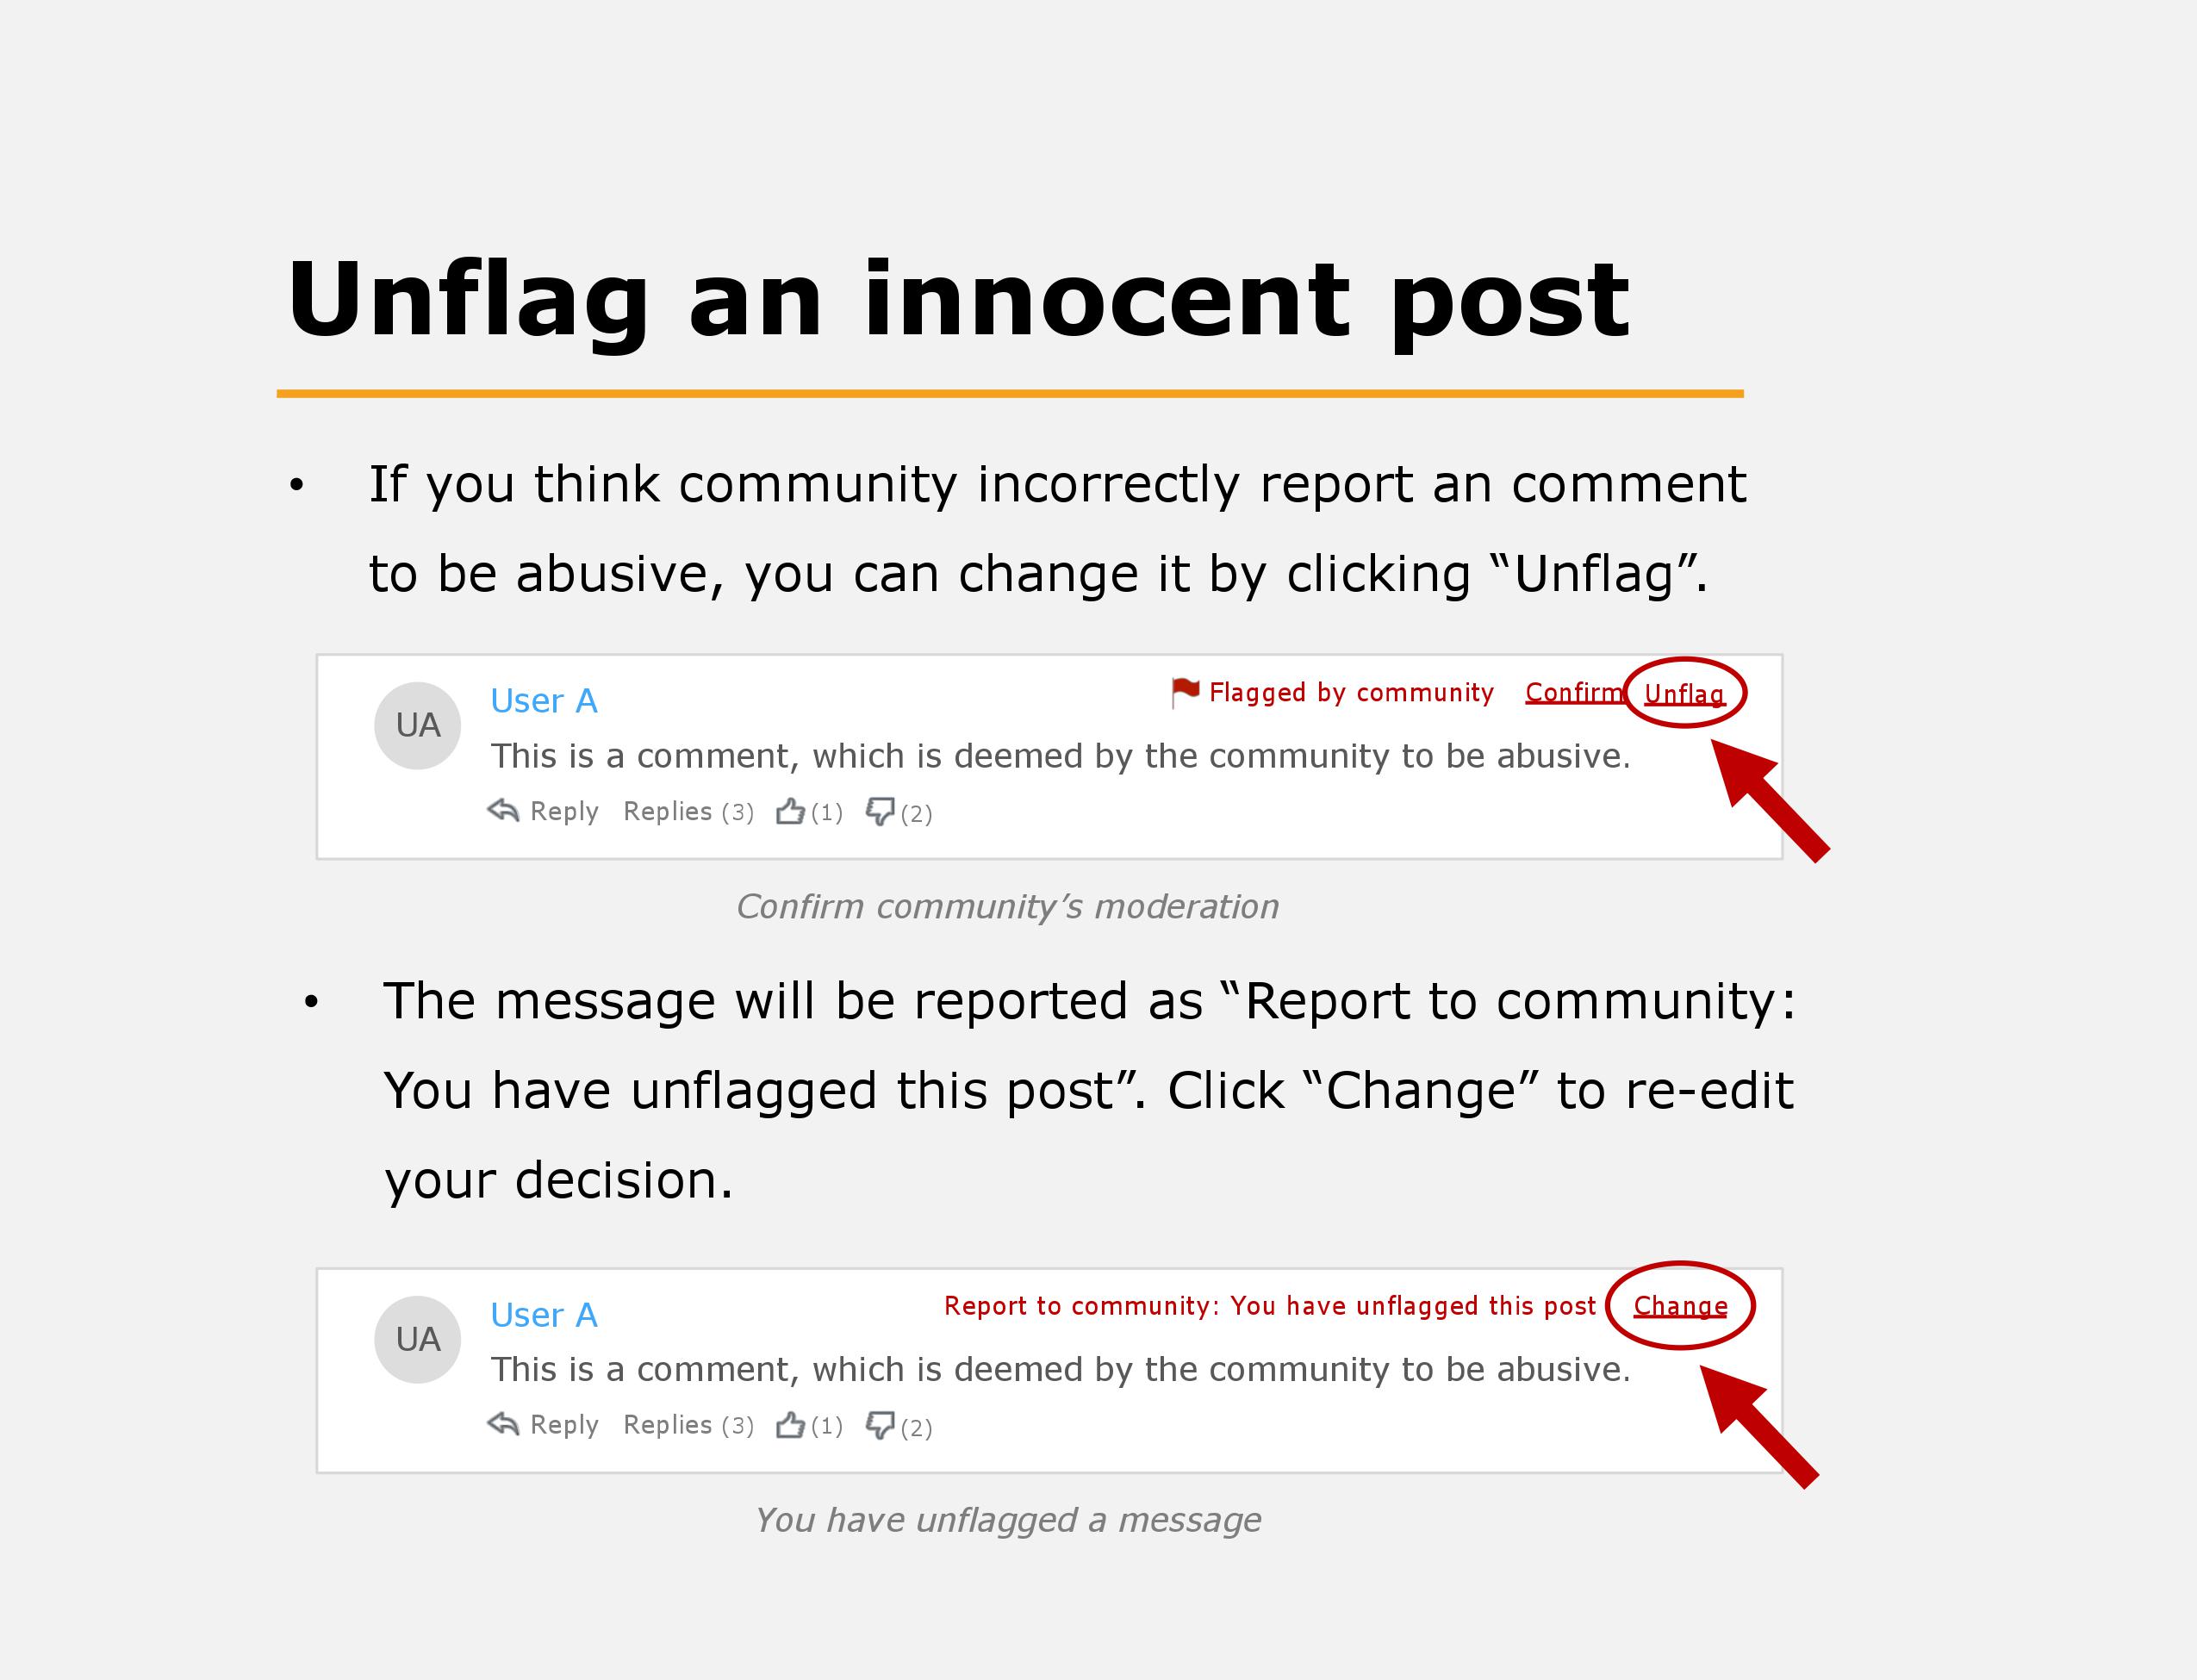 Unflag an innocent post
• If you think community incorrectly report an comment
to be abusive, you can change it by clicking “Unflag”.
User A
Flagged by community Confirm Unflag
UA
This is a comment, which is deemed by the community to be abusive.
Reply Replies (3) (1) (2)
Confirm community’s moderation
• The message will be reported as “Report to community:
You have unflagged this post”. Click “Change” to re-edit
your decision.
User A
Report to community: You have unflagged this post Change
UA
This is a comment, which is deemed by the community to be abusive.
Reply Replies (3) (1) (2)
You have unflagged a message